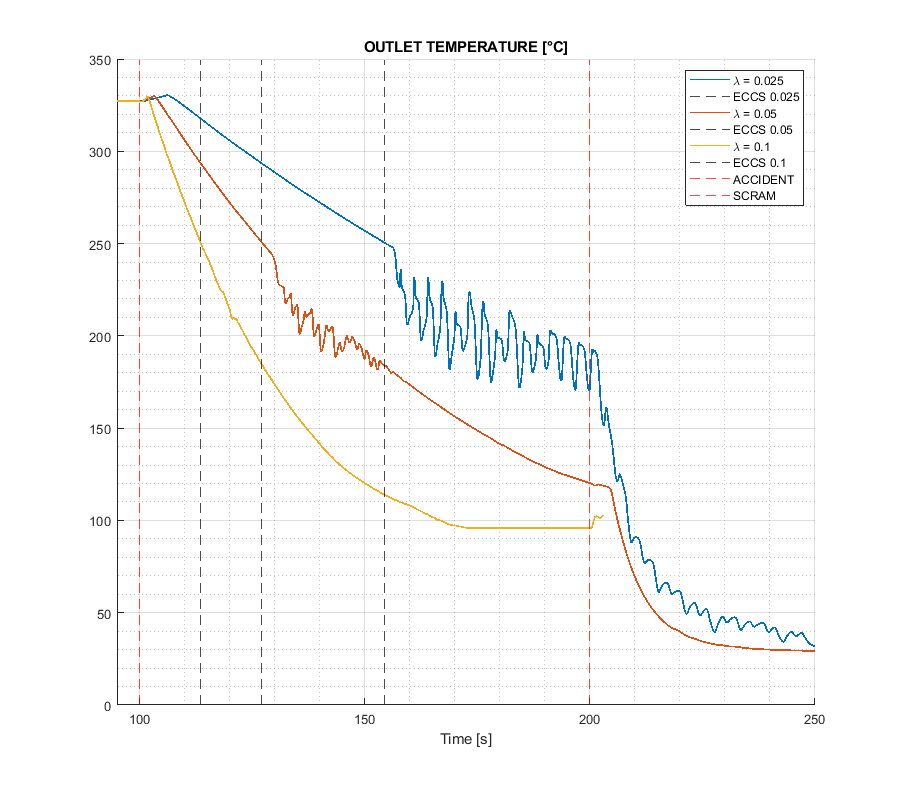 OUTLET TEMPERATURE [°C]
350
300
250
200
150
100
50
0
λ = 0.025
ECCS 0.025
λ = 0.05
ECCS 0.05
λ = 0.1
ECCS 0.1
ACCIDENT
SCRAM
100 150 200 250
Time [s]